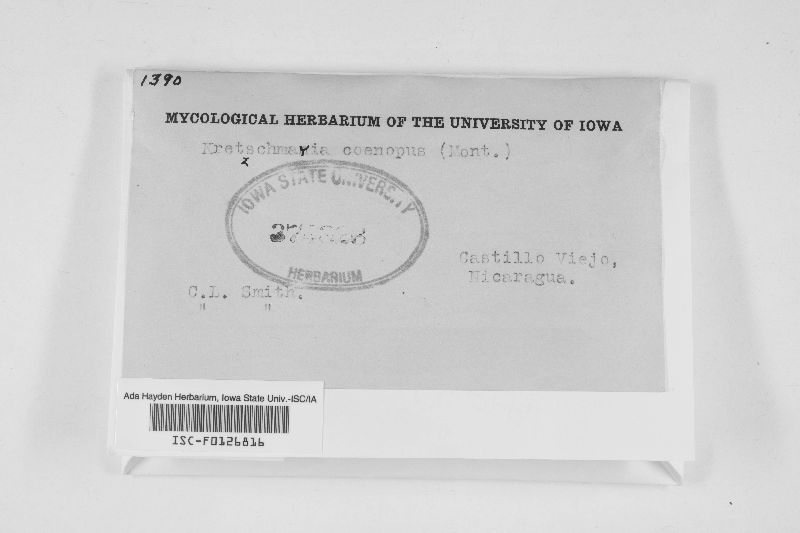 1390
MYCOLOGICAL HERBARIUM OF THE UNIVERSITY OF IOWA
Kretschmaria coenopus (Mont.)
IOWA STATE UNIVERSITY
HERBARIUM
Castillo Viejo,
Nicaragua.
C.L. Smith.
" "
Ada Hayden Herbarium, Iowa State Univ.-ISC/IA
ISC-F0126816